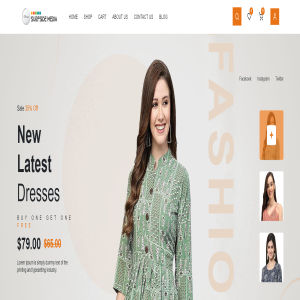 SURFSIDE MEDIA
HOME SHOP CART ABOUT US CONTACT US BLOG
Facebook Instagram Twitter
FASHIO
Sale 35% Off
New
Latest
Dresses
BUY ONE GET ONE
FREE
$79.00 $65.00
Lorem Ipsum is simply dummy text of the
printing and typesetting industry.